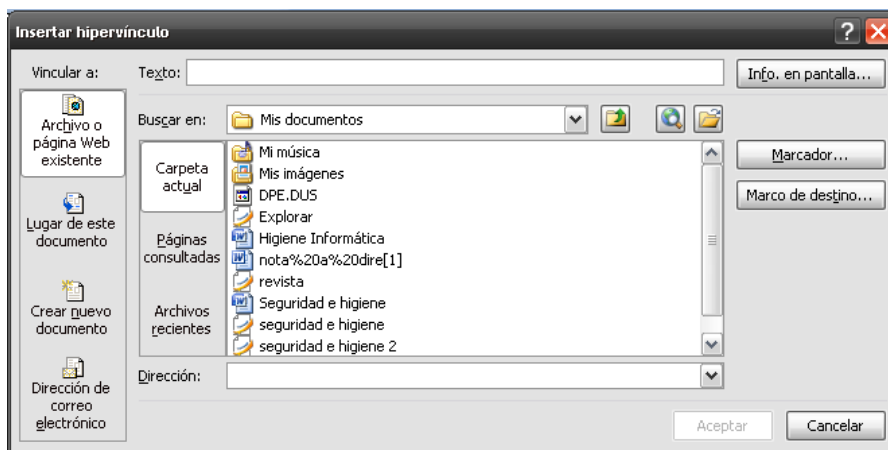 Insertar hipervínculo
Vincular a:
Texto:
Info. en pantalla...
Archivo o
página Web
existente
Lugar de este
documento
Crear nuevo
documento
Dirección de
correo
electrónico
Buscar en:
Mis documentos
Carpeta
actual
Páginas
consultadas
Archivos
recientes
Mi música
Mis imágenes
DPE.DUS
Explorar
Higiene Informática
nota%20a%20dire[1]
revista
Seguridad e higiene
seguridad e higiene
seguridad e higiene 2
Marcador...
Marco de destino...
Dirección:
Aceptar
Cancelar